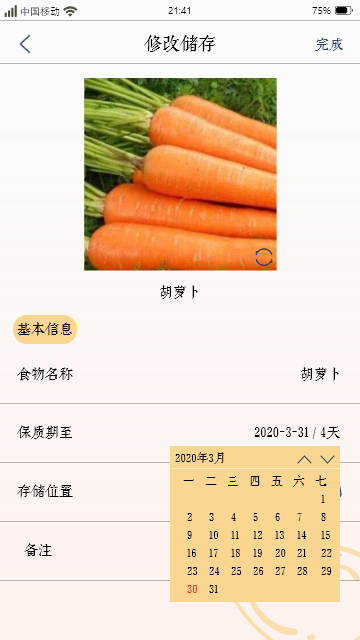 中国移动 21:41 75%
修改储存 完成
胡萝卜
基本信息
食物名称 胡萝卜
保质期至 2020-3-31 / 4天
存储位置
备注
2020年3月
一 二 三 四 五 六 七
1
2 3 4 5 6 7 8
9 10 11 12 13 14 15
16 17 18 19 20 21 22
23 24 25 26 27 28 29
30 31